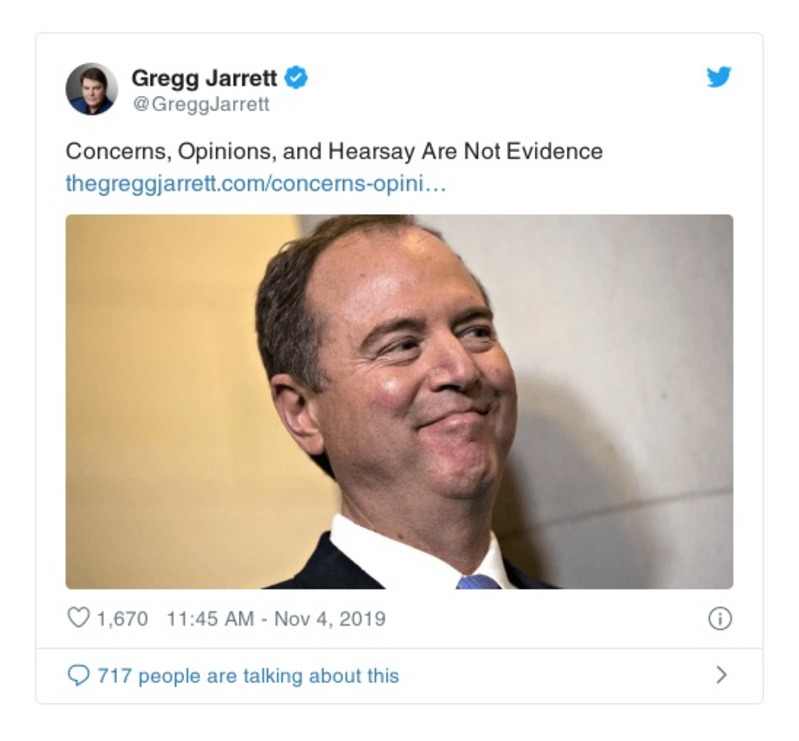 Gregg Jarrett
@GreggJarrett
Concerns, Opinions, and Hearsay Are Not Evidence
thegreggjarrett.com/concerns-opini…
1,670 11:45 AM - Nov 4, 2019
717 people are talking about this